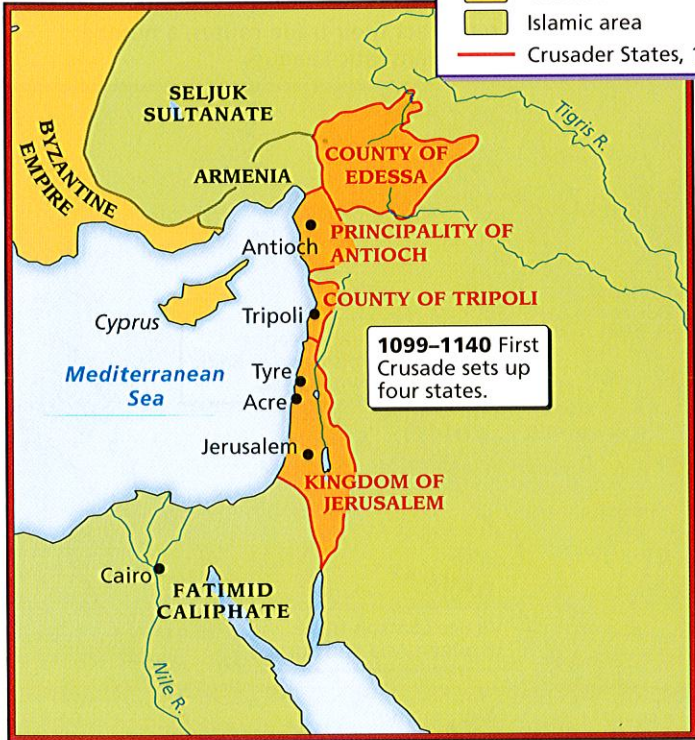 Islamic area
Crusader States, 1
SELJUK
SULTANATE
Tigris R.
BYZANTINE
EMPIRE
COUNTY OF
EDESSA
ARMENIA
Antioch
PRINCIPALITY OF
ANTIOCH
COUNTY OF TRIPOLI
Cyprus
Tripoli
1099–1140 First
Crusade sets up
four states.
Mediterranean
Sea
Tyre
Acre
Jerusalem
KINGDOM OF
JERUSALEM
Cairo
FATIMID
CALIPHATE
Nile R.